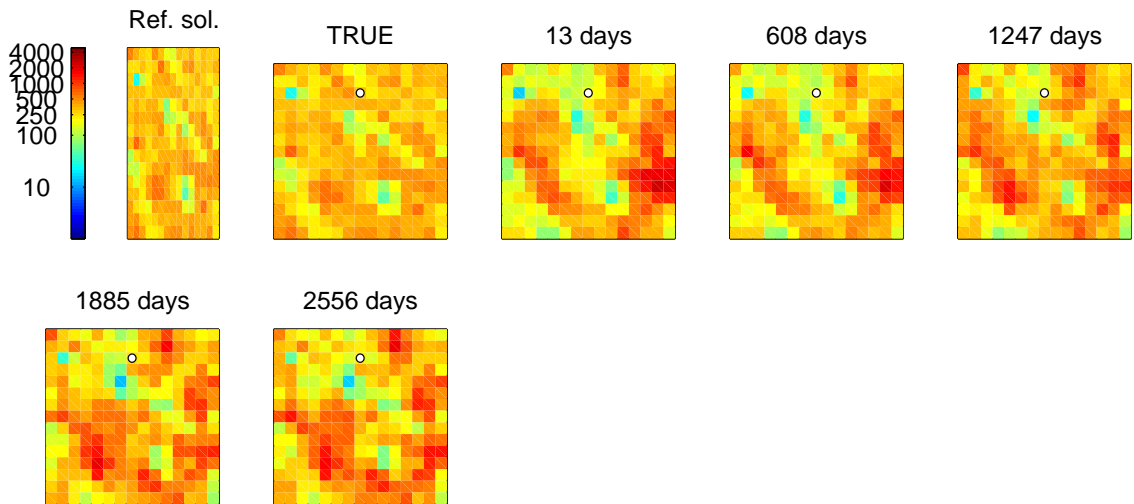 Ref. sol.
TRUE
13 days
608 days
1247 days
4000
2000
1000
500
250
100
10
1885 days
2556 days